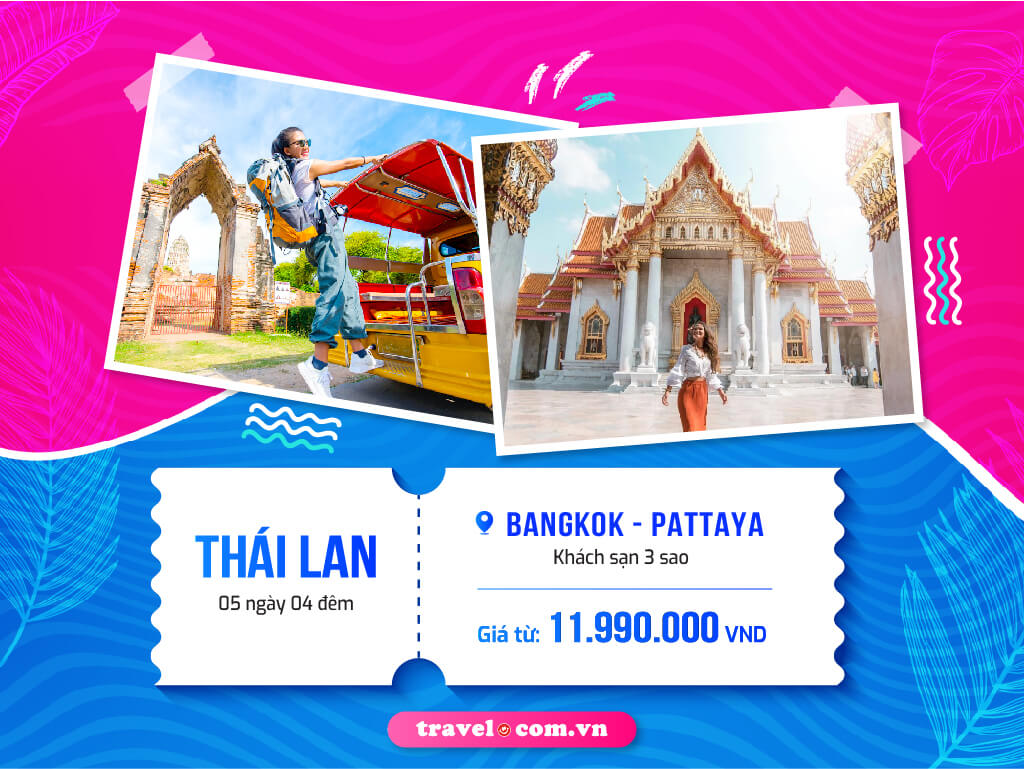 THÁI LAN
05 ngày 04 đêm
BANGKOK - PATTAYA
Khách sạn 3 sao
Giá từ: 11.990.000 VND
travel.com.vn